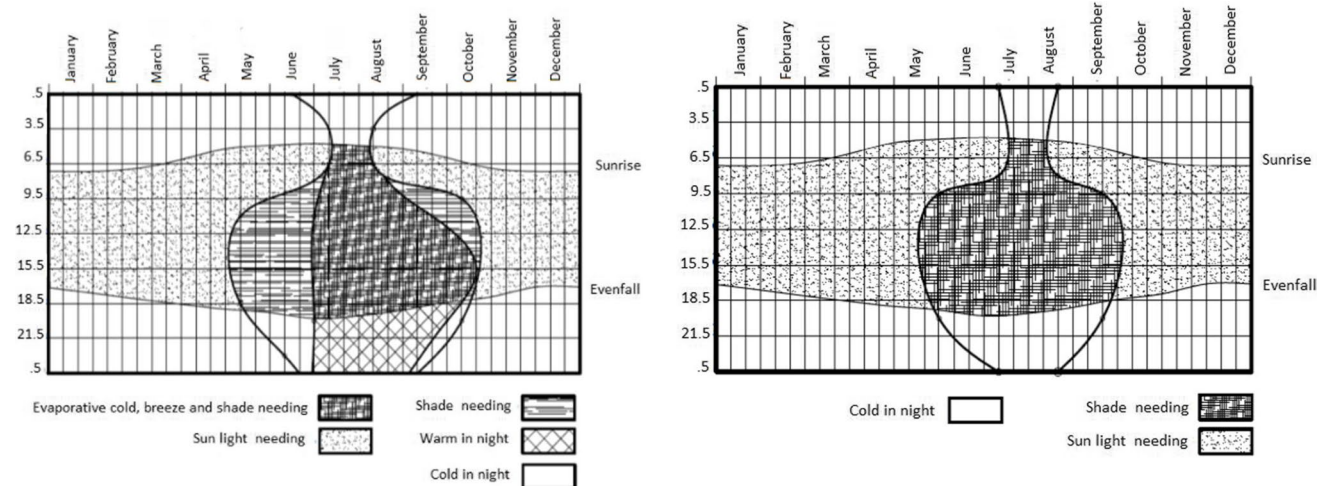 January
February
March
April
May
June
July
August
September
October
November
December
.5
3.5
6.5
9.5
12.5
15.5
18.5
21.5
.5
Sunrise
Evenfall
Evaporative cold, breeze and shade needing
Shade needing
Sun light needing
Warm in night
Cold in night
January
February
March
April
May
June
July
August
September
October
November
December
.5
3.5
6.5
9.5
12.5
15.5
18.5
21.5
.5
Sunrise
Evenfall
Cold in night
Shade needing
Sun light needing